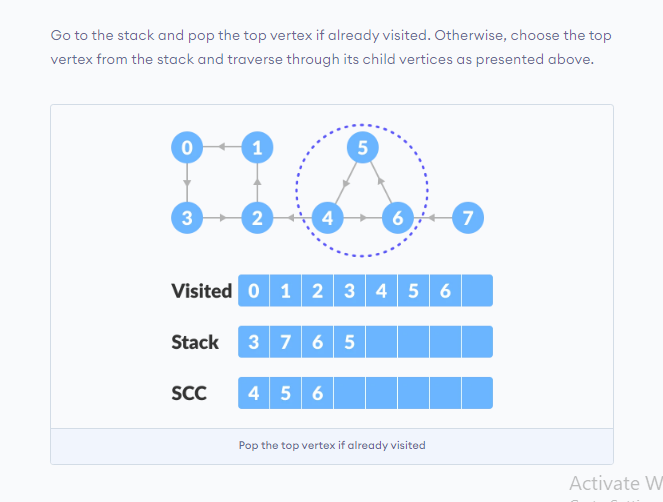 Go to the stack and pop the top vertex if already visited. Otherwise, choose the top
vertex from the stack and traverse through its child vertices as presented above.
0 1 5
3 2 4 6 7
Visited 0 1 2 3 4 5 6
Stack 3 7 6 5
SCC 4 5 6
Pop the top vertex if already visited
Activate W